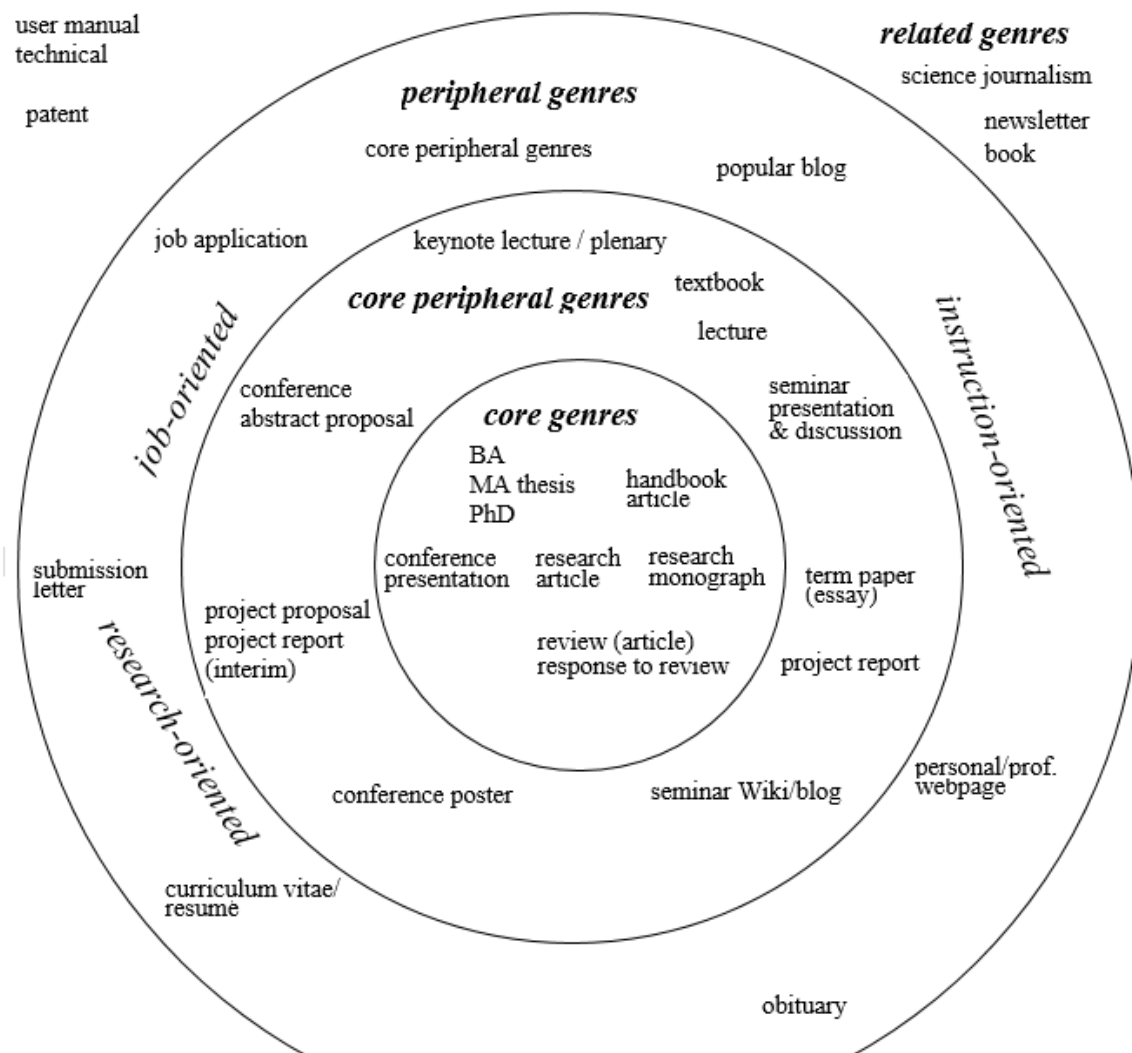 user manual
technical
patent
related genres
science journalism
newsletter
book
peripheral genres
core peripheral genres
popular blog
job application
keynote lecture / plenary
core peripheral genres
textbook
lecture
job-oriented
instruction-oriented
conference
abstract proposal
seminar
presentation
& discussion
core genres
BA
MA thesis
PhD
handbook
article
conference
presentation
research
article
research
monograph
term paper
(essay)
submission
letter
project proposal
project report
(interim)
review (article)
response to review
project report
research-oriented
personal/prof.
webpage
conference poster
seminar Wiki/blog
curriculum vitae/
resumé
obituary